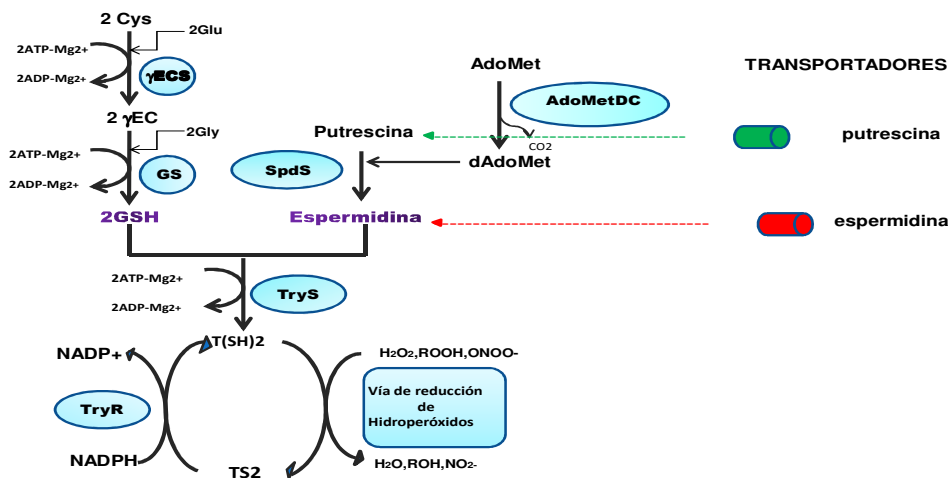 2 Cys
2Glu
2ATP-Mg2+
2ADP-Mg2+
γECS
2 γEC
2Gly
2ATP-Mg2+
2ADP-Mg2+
GS
2GSH
AdoMet
AdoMetDC
CO2
Putrescina
dAdoMet
SpdS
Espermidina
TRANSPORTADORES
putrescina
espermidina
2ATP-Mg2+
2ADP-Mg2+
TryS
T(SH)2
NADP+
TryR
NADPH
TS2
H2O2,ROOH,ONOO-
Vía de reducción
de
Hidroperóxidos
H2O,ROH,NO2-